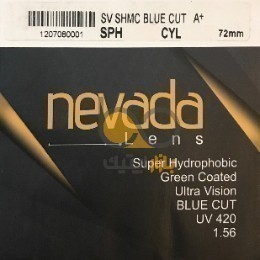 SV SHMC BLUE CUT A+
1207080001 SPH CYL 72mm
nevada
Lens
Super Hydrophobic
Green Coated
Ultra Vision
BLUE CUT
UV 420
1.56